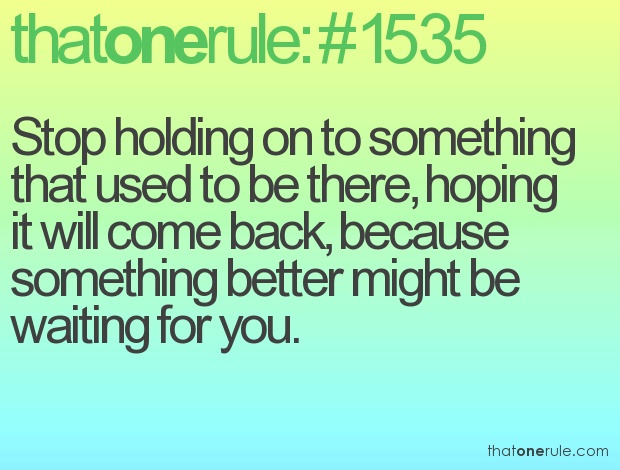 thatonerule: #1535
Stop holding on to something
that used to be there, hoping
it will come back, because
something better might be
waiting for you.
thatonerule.com